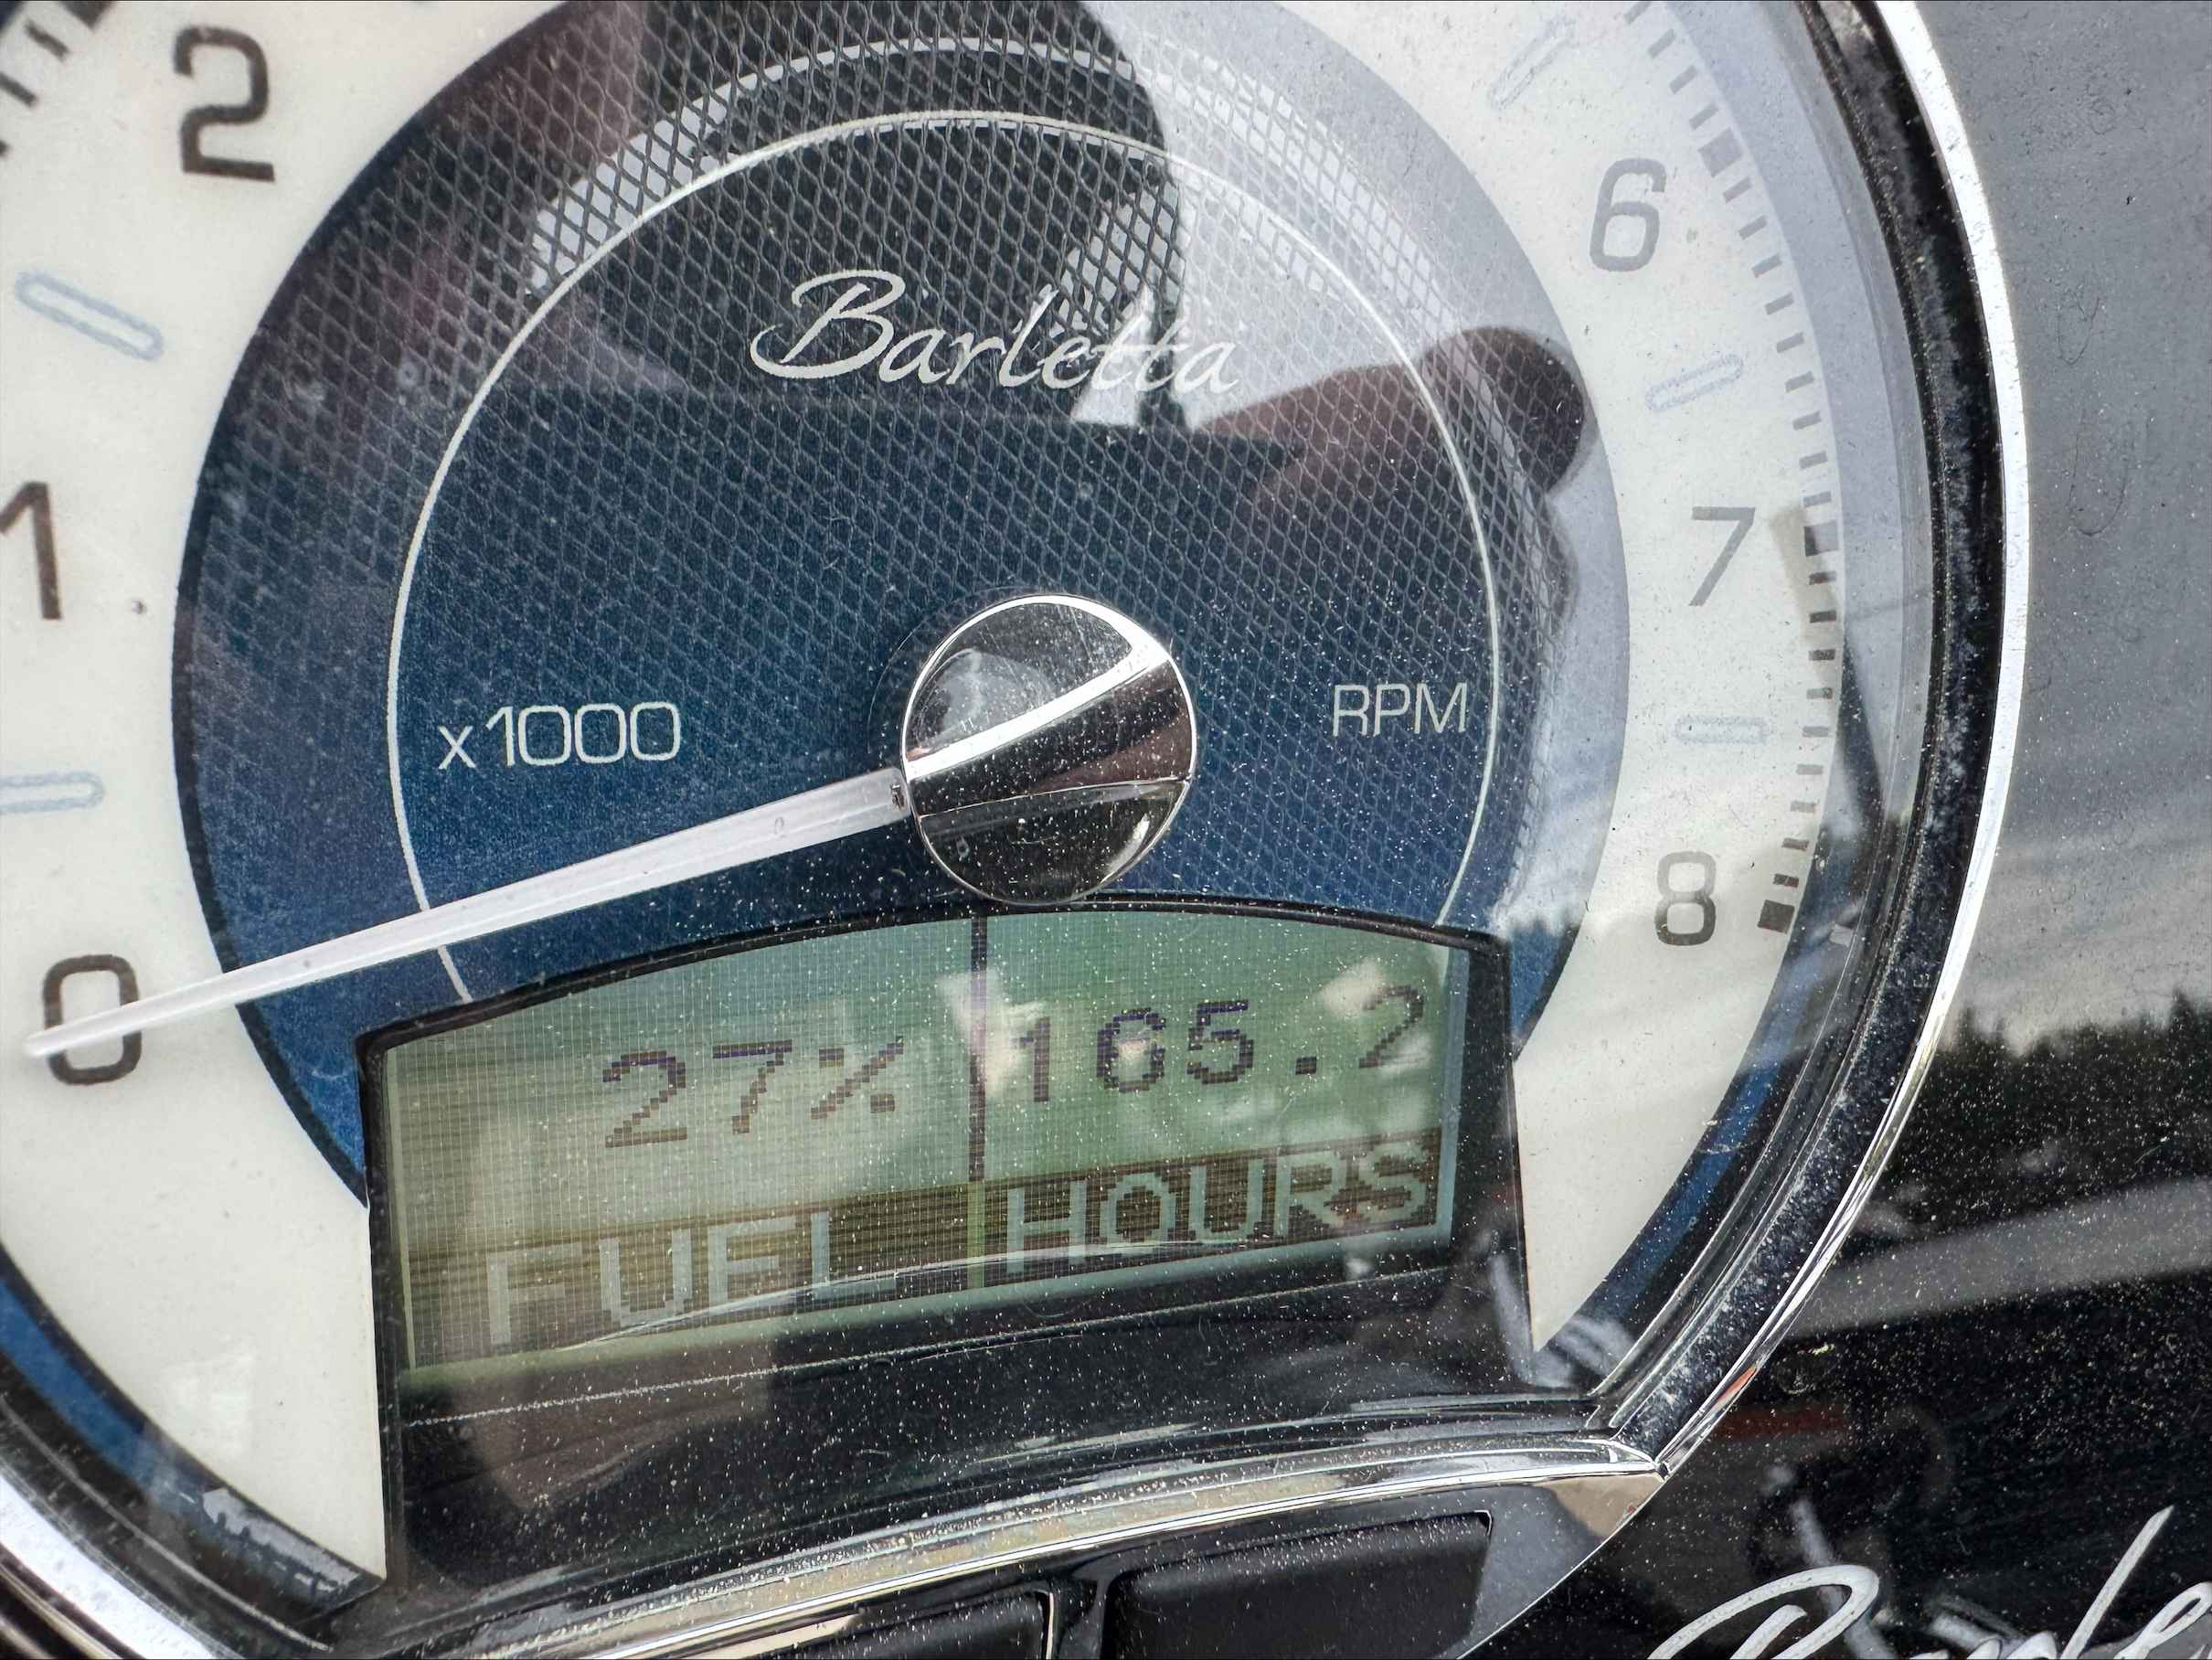 2
6
Barletta
1
7
x1000
RPM
8
0
27% 165.2
FUEL HOURS